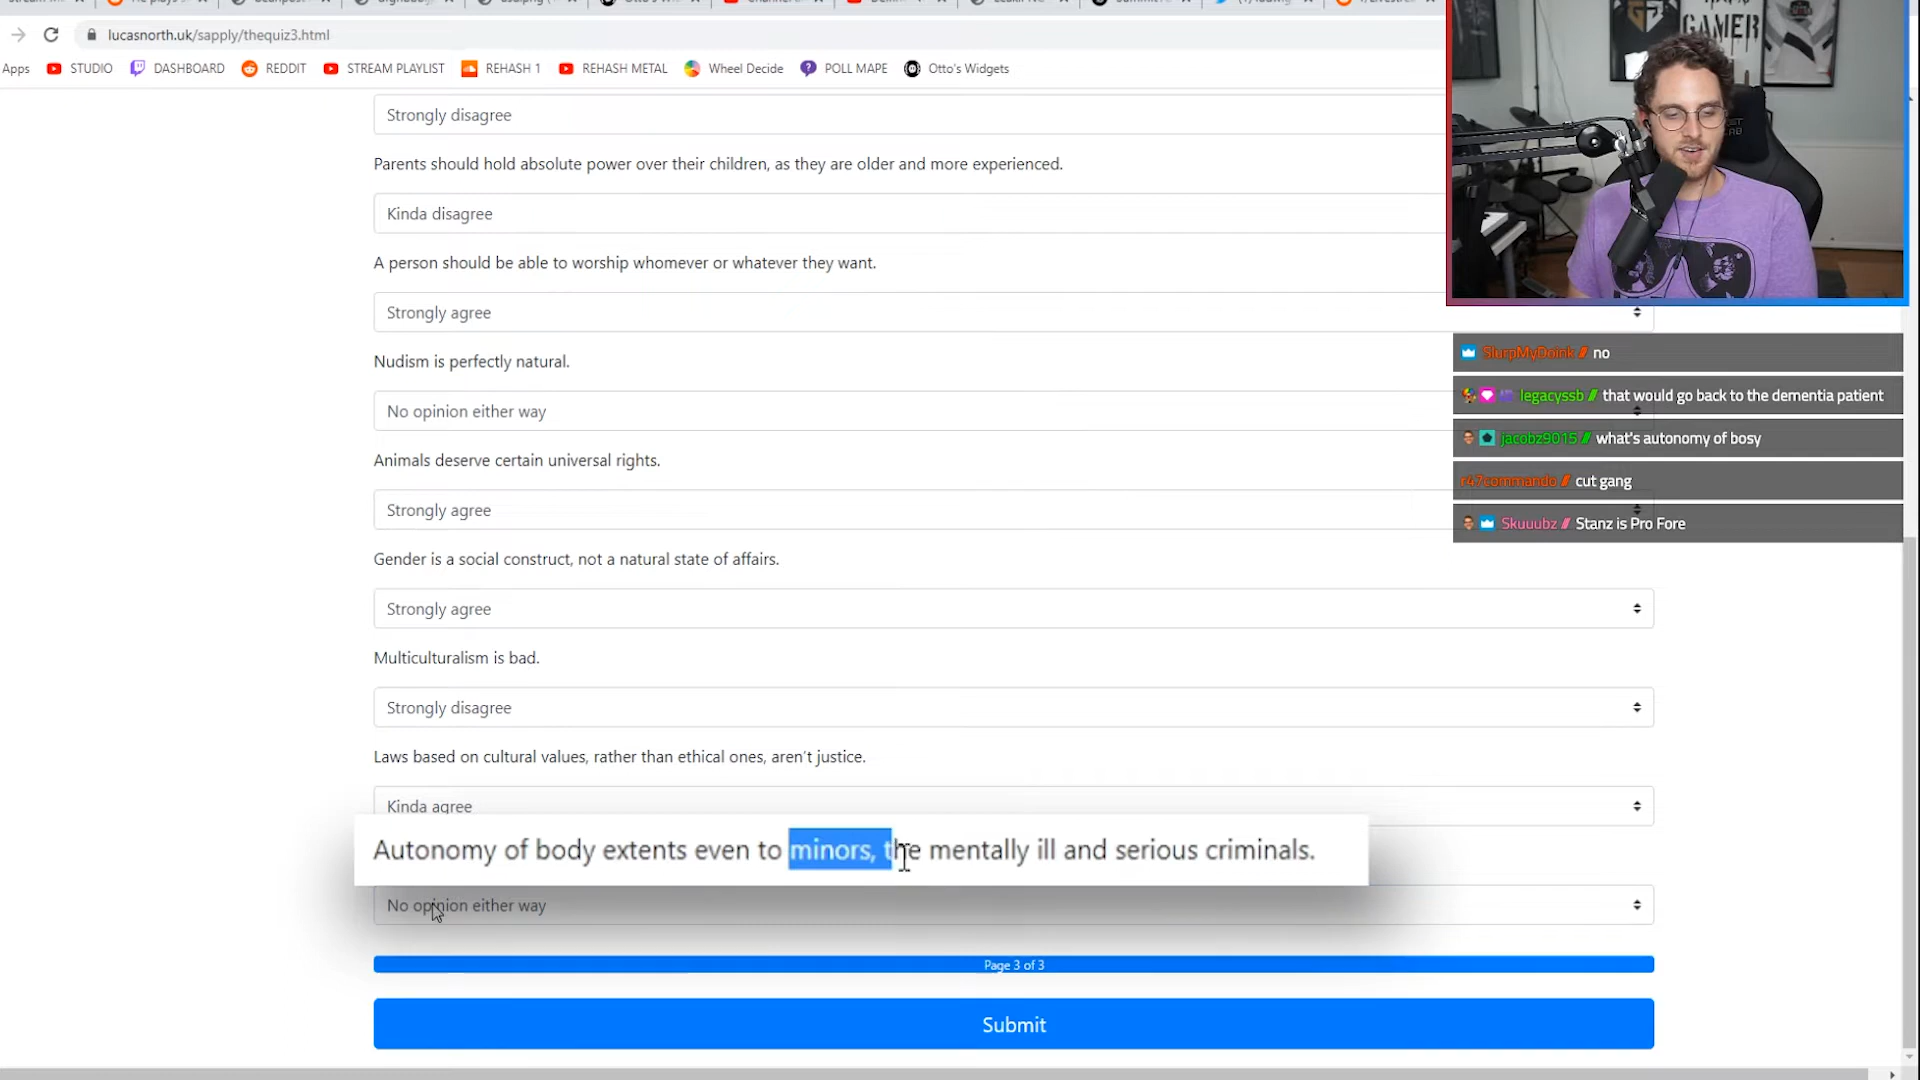 lucasnorth.uk/sapply/thequiz3.html
Apps STUDIO DASHBOARD REDDIT STREAM PLAYLIST REHASH 1 REHASH METAL Wheel Decide POLL MAPE Otto's Widgets
GAMER
Strongly disagree
Parents should hold absolute power over their children, as they are older and more experienced.
Kinda disagree
A person should be able to worship whomever or whatever they want.
Strongly agree
Nudism is perfectly natural.
No opinion either way
Animals deserve certain universal rights.
Strongly agree
Gender is a social construct, not a natural state of affairs.
Strongly agree
Multiculturalism is bad.
Strongly disagree
Laws based on cultural values, rather than ethical ones, aren't justice.
Kinda agree
Autonomy of body extents even to minors, the mentally ill and serious criminals.
No opinion either way
Page 3 of 3
Submit
SlurpMyDoink // no
legacyssb // that would go back to the dementia patient
jacobz9015 // what's autonomy of bosy
r47commando // cut gang
Skuuubz // Stanz is Pro Fore